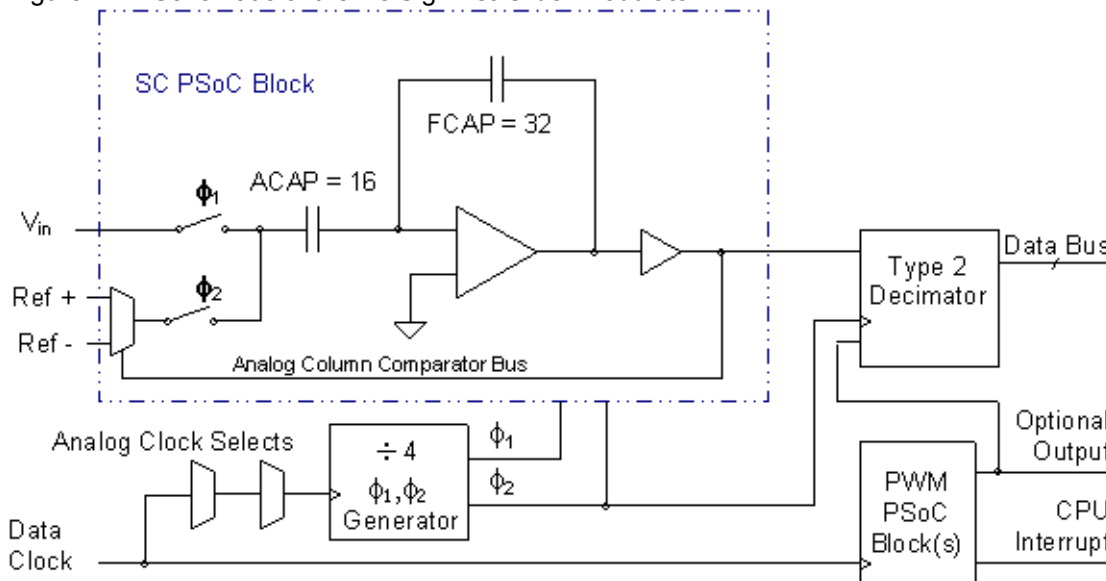 SC PSoC Block
FCAP = 32
ACAP = 16
ϕ1
Vin
Ref +
ϕ2
Ref -
Analog Column Comparator Bus
Type 2
Decimator
Data Bus
Analog Clock Selects
÷ 4
ϕ1,ϕ2
Generator
ϕ1
ϕ2
Data
Clock
PWM
PSoC
Block(s)
Optional
Output
CPU
Interrupt